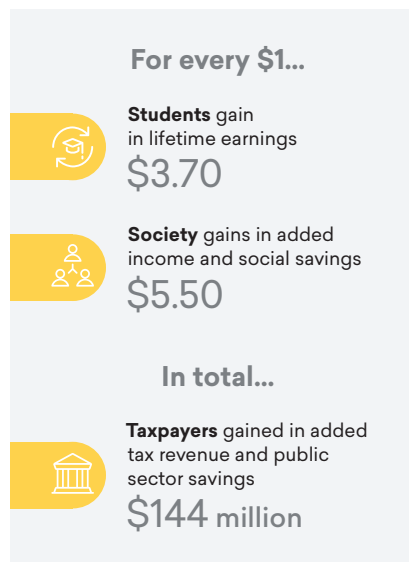 For every $1...
Students gain
in lifetime earnings
$3.70
Society gains in added
income and social savings
$5.50
In total...
Taxpayers gained in added
tax revenue and public
sector savings
$144 million